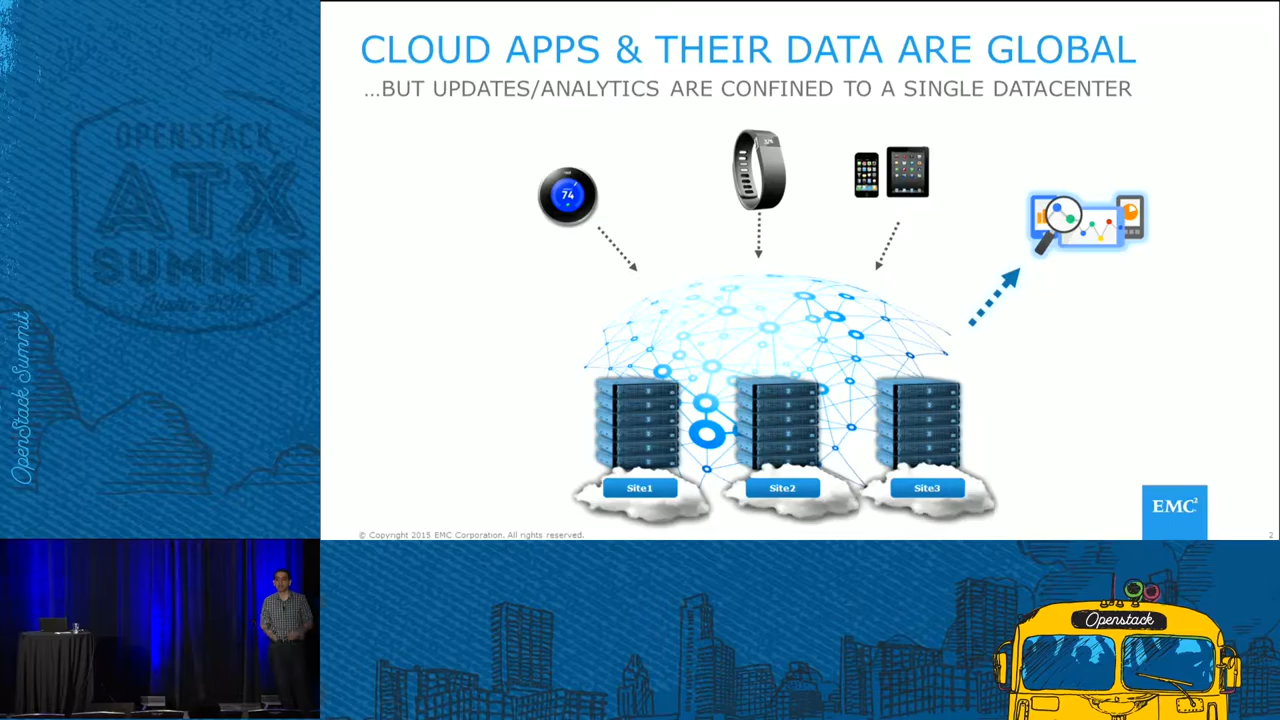 CLOUD APPS & THEIR DATA ARE GLOBAL
...BUT UPDATES/ANALYTICS ARE CONFINED TO A SINGLE DATACENTER
OPENSTACK
ATX
SUMMIT
74
OpenStack Summit
Site1
Site2
Site3
EMC²
© Copyright 2015 EMC Corporation. All rights reserved.
2
Openstack